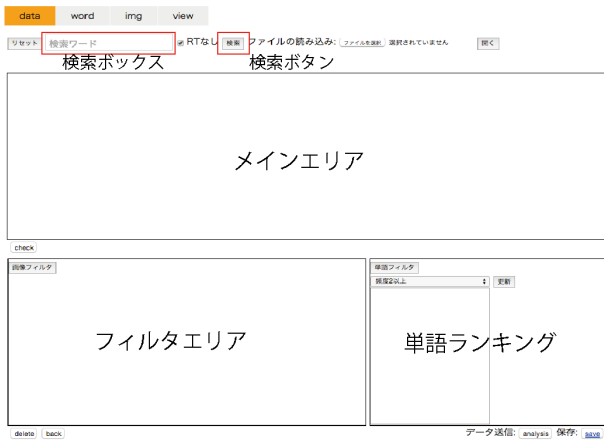 data word img view
リセット 検索ワード RTなし 検索 ファイルの読み込み: ファイルを選択 選択されていません 開く
検索ボックス 検索ボタン
メインエリア
check
画像フィルタ 単語フィルタ
頻度2以上 更新
フィルタエリア 単語ランキング
delete back データ送信: analysis 保存: save